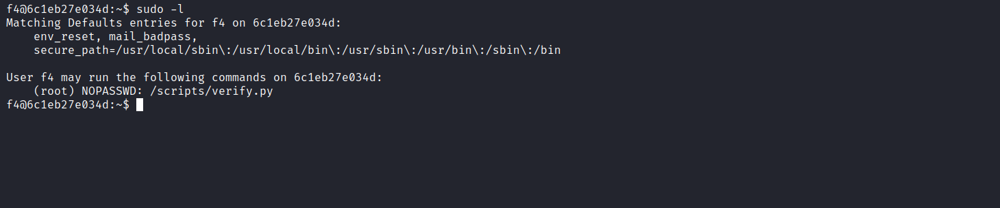 f4@6c1eb27e034d:~$ sudo -l
Matching Defaults entries for f4 on 6c1eb27e034d:
    env_reset, mail_badpass,
    secure_path=/usr/local/sbin\:/usr/local/bin\:/usr/sbin\:/usr/bin\:/sbin\:/bin

User f4 may run the following commands on 6c1eb27e034d:
    (root) NOPASSWD: /scripts/verify.py
f4@6c1eb27e034d:~$